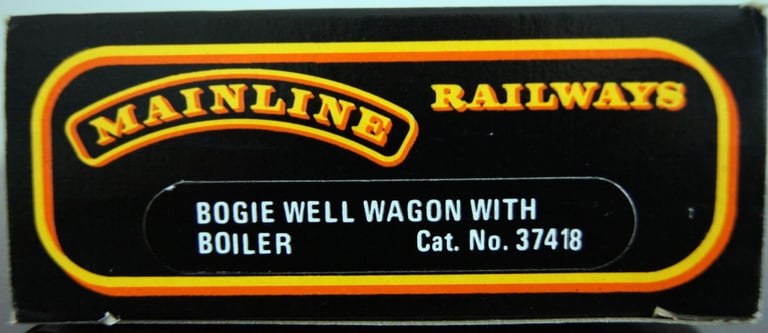 MAINLINE RAILWAYS
BOGIE WELL WAGON WITH
BOILER Cat. No. 37418